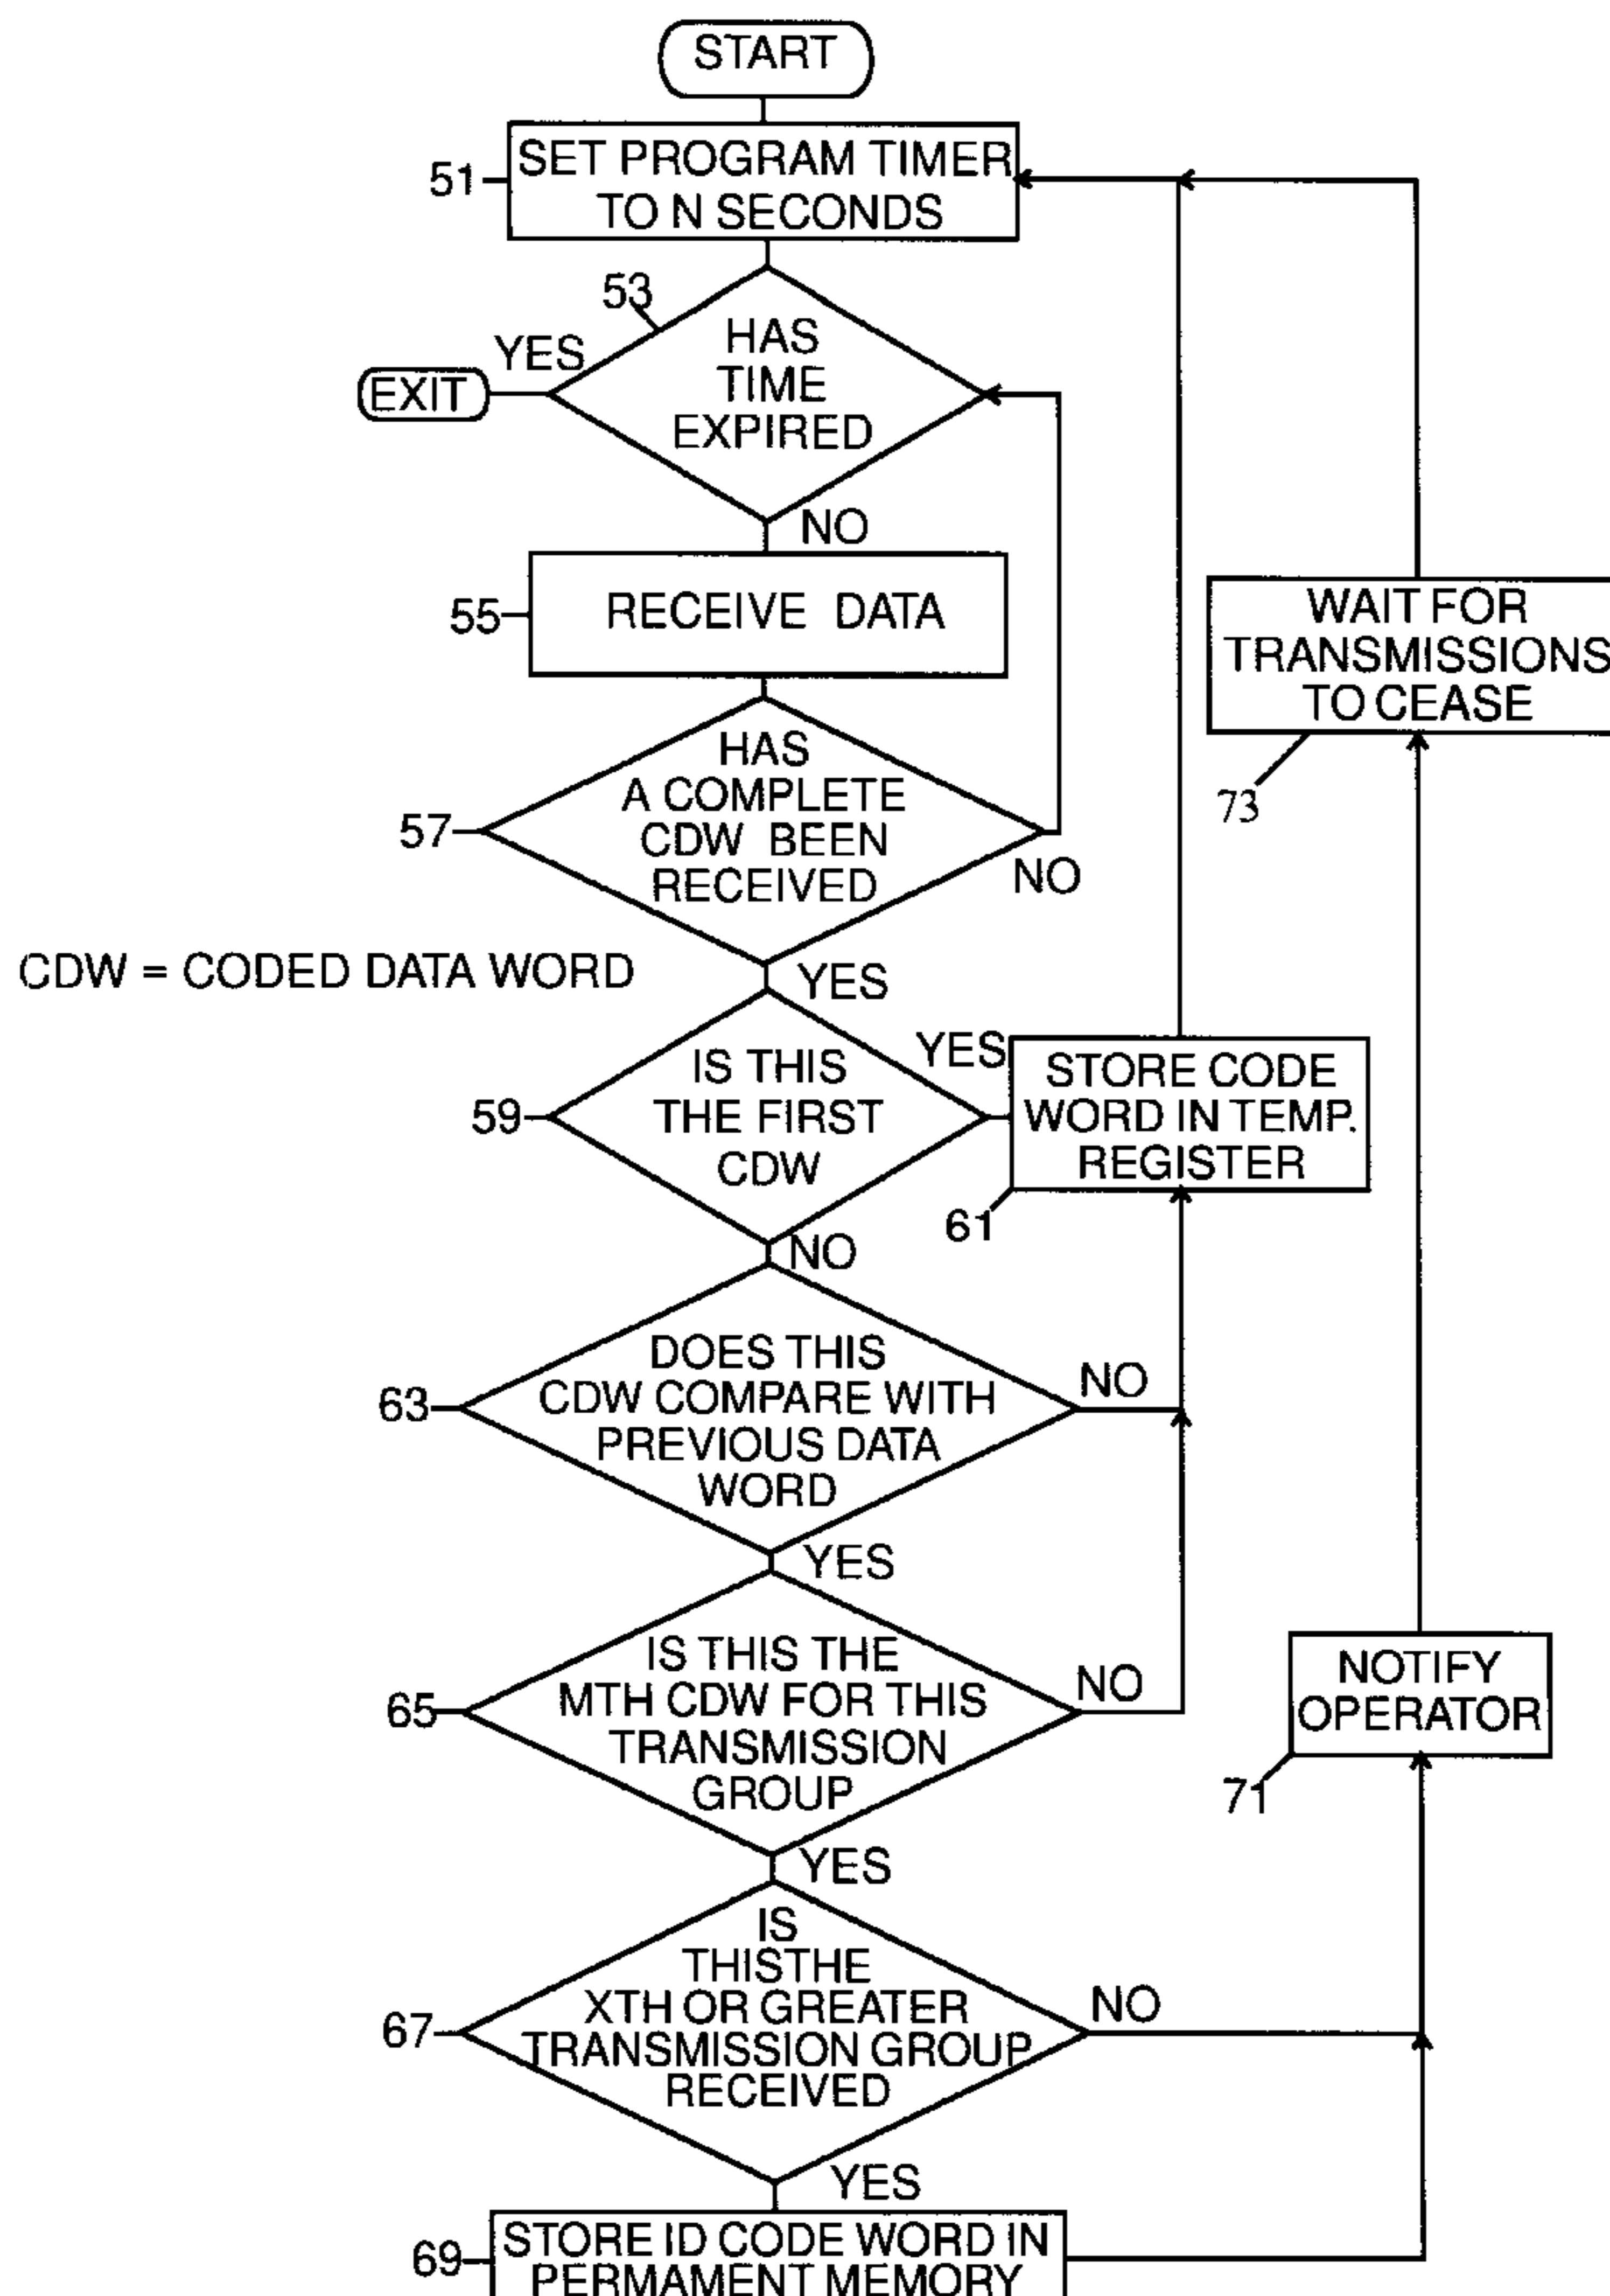 START
SET PROGRAM TIMER
TO N SECONDS
51
53
YES
HAS
TIME
EXPIRED
EXIT
NO
RECEIVE DATA
55
WAIT FOR
TRANSMISSIONS
TO CEASE
73
HAS
A COMPLETE
CDW BEEN
RECEIVED
57
NO
CDW = CODED DATA WORD
YES
IS THIS
THE FIRST
CDW
59
YES
STORE CODE
WORD IN TEMP.
REGISTER
61
NO
DOES THIS
CDW COMPARE WITH
PREVIOUS DATA
WORD
63
NO
YES
IS THIS THE
MTH CDW FOR THIS
TRANSMISSION
GROUP
65
NO
NOTIFY
OPERATOR
71
YES
IS
THISTHE
XTH OR GREATER
TRANSMISSION GROUP
RECEIVED
67
NO
YES
STORE ID CODE WORD IN
PERMAMENT MEMORY
69